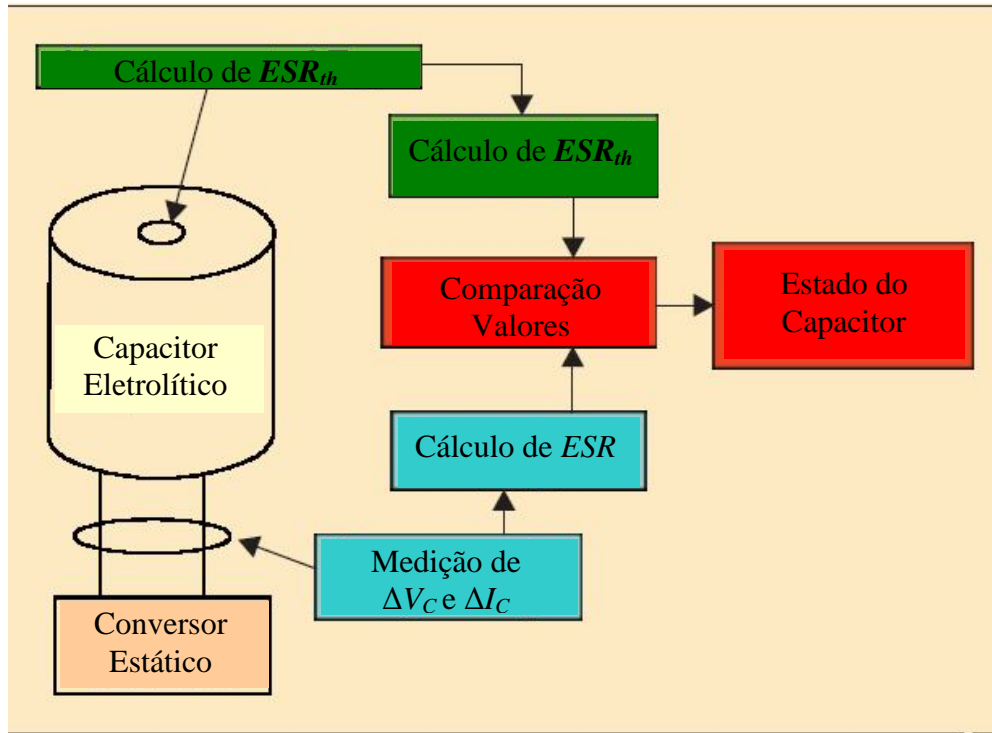 Cálculo de ESRth
Cálculo de ESRth
Comparação
Valores
Estado do
Capacitor
Capacitor
Eletrolítico
Cálculo de ESR
Medição de
ΔVC e ΔIC
Conversor
Estático